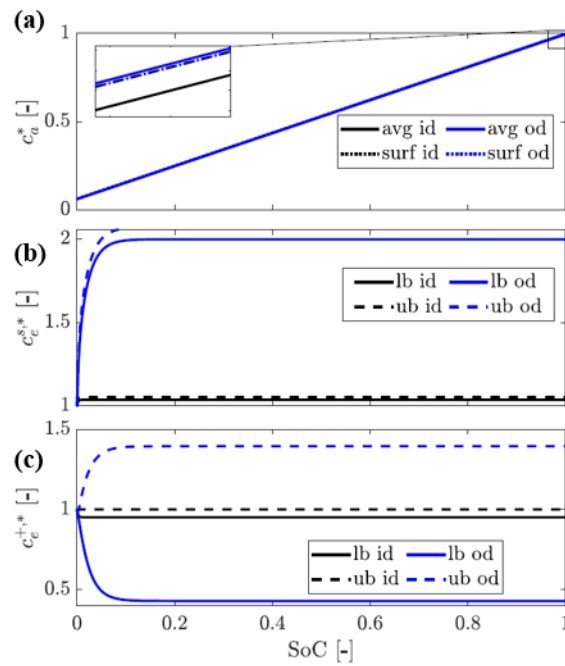 (a)
1
0.5
0
c_a^* [-]
avg id
avg od
surf id
surf od
(b)
2
1.5
1
c_e^{s,*} [-]
lb id
lb od
ub id
ub od
(c)
1.5
1
0.5
c_e^{+,*} [-]
lb id
lb od
ub id
ub od
0
0.2
0.4
0.6
0.8
1
SoC [-]